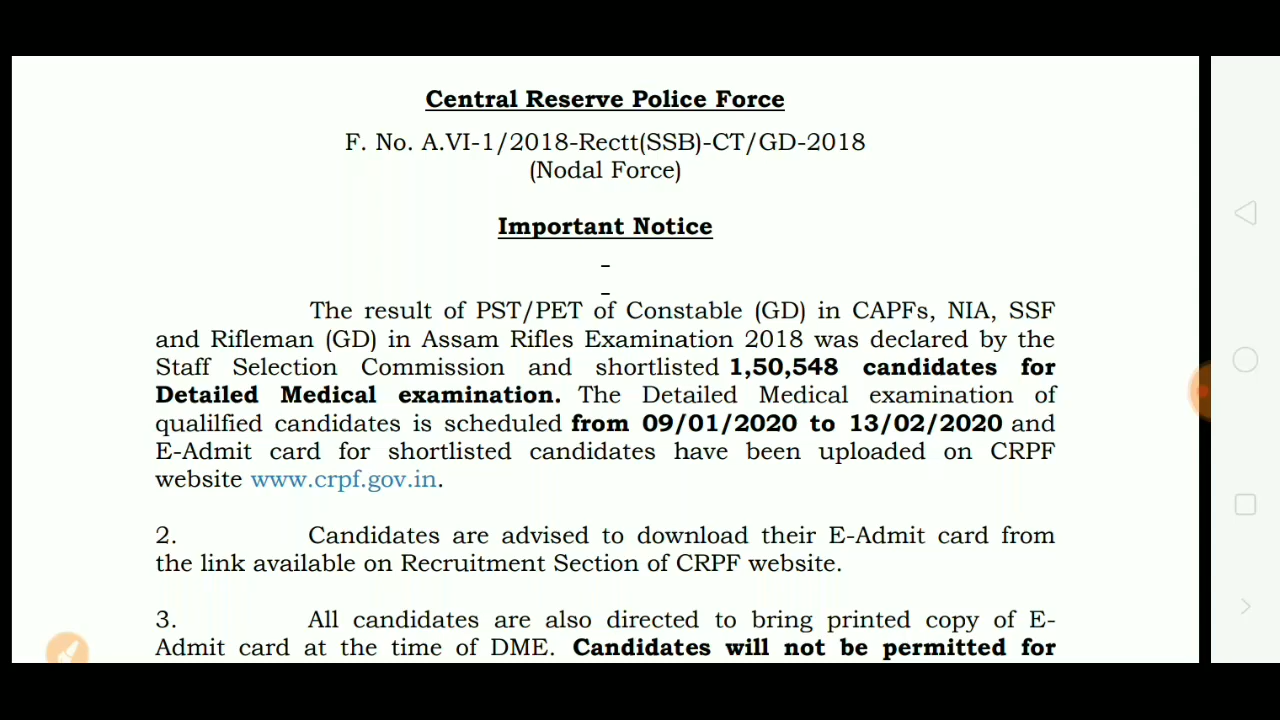 Central Reserve Police Force
F. No. A.VI-1/2018-Rectt(SSB)-CT/GD-2018
(Nodal Force)
Important Notice
-
-
The result of PST/PET of Constable (GD) in CAPFs, NIA, SSF
and Rifleman (GD) in Assam Rifles Examination 2018 was declared by the
Staff Selection Commission and shortlisted 1,50,548 candidates for
Detailed Medical examination. The Detailed Medical examination of
qualilfied candidates is scheduled from 09/01/2020 to 13/02/2020 and
E-Admit card for shortlisted candidates have been uploaded on CRPF
website www.crpf.gov.in.
2. Candidates are advised to download their E-Admit card from
the link available on Recruitment Section of CRPF website.
3. All candidates are also directed to bring printed copy of E-
Admit card at the time of DME. Candidates will not be permitted for